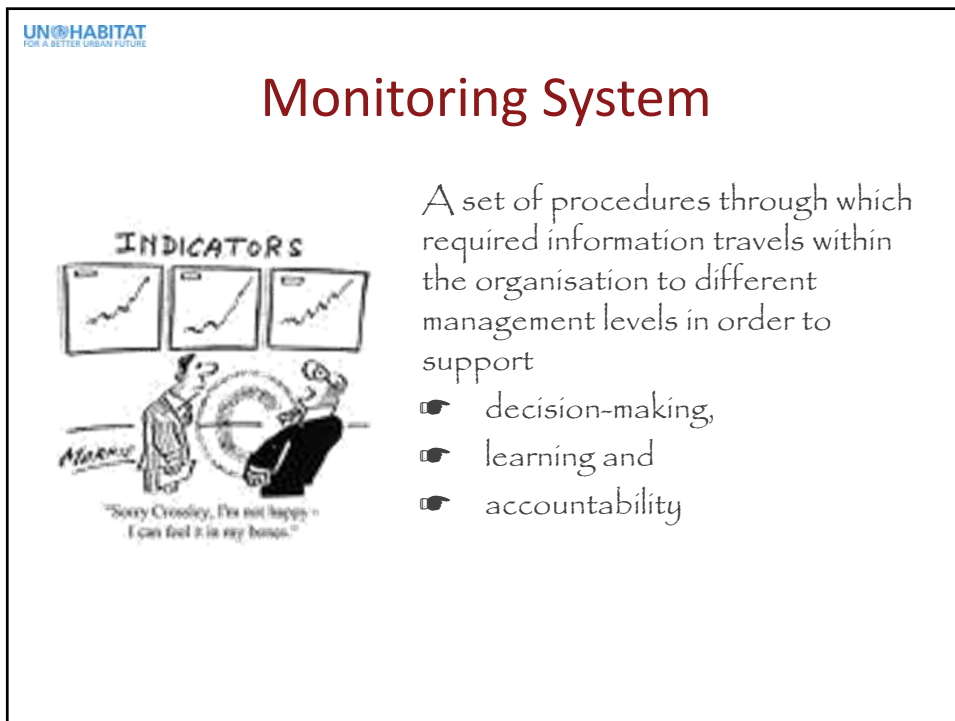 UN HABITAT
FOR A BETTER URBAN FUTURE
Monitoring System
INDICATORS
MORRIS
"Sorry Crossley, I'm not happy –
I can feel it in my bones."
A set of procedures through which
required information travels within
the organisation to different
management levels in order to
support
☛ decision-making,
☛ learning and
☛ accountability